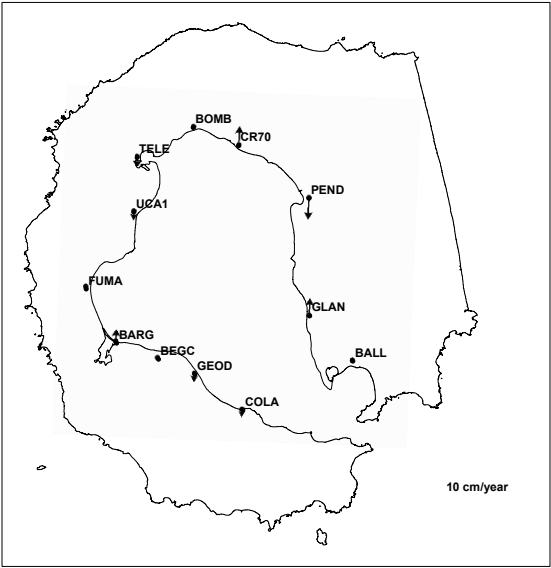 BOMB
CR70
TELE
PEND
UCA1
FUMA
GLAN
BARG
BEGC
BALL
GEOD
COLA
10 cm/year